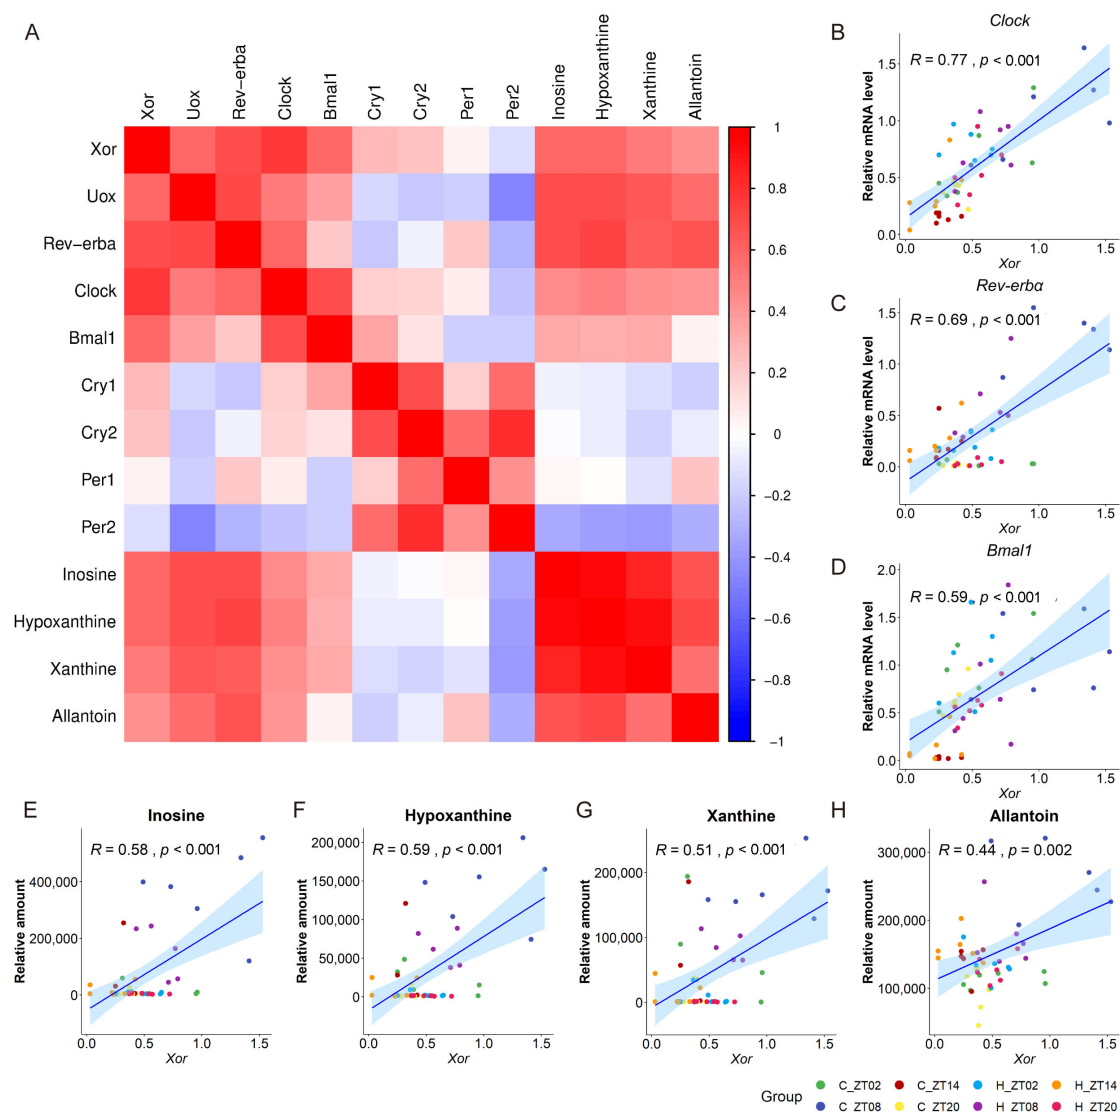 A
Xor
Uox
Rev-erba
Clock
Bmal1
Cry1
Cry2
Per1
Per2
Inosine
Hypoxanthine
Xanthine
Allantoin
Xor
Uox
Rev-erba
Clock
Bmal1
Cry1
Cry2
Per1
Per2
Inosine
Hypoxanthine
Xanthine
Allantoin
1
0.8
0.6
0.4
0.2
0
-0.2
-0.4
-0.6
-0.8
-1
B
Clock
R = 0.77 , p < 0.001
Relative mRNA level
1.5
1.0
0.5
0.0
0.0 0.5 1.0 1.5
Xor
C
Rev-erbα
R = 0.69 , p < 0.001
Relative mRNA level
1.5
1.0
0.5
0.0
0.0 0.5 1.0 1.5
Xor
D
Bmal1
R = 0.59 , p < 0.001
Relative mRNA level
2.0
1.5
1.0
0.5
0.0
0.0 0.5 1.0 1.5
Xor
E
Inosine
R = 0.58 , p < 0.001
Relative amount
400,000
200,000
0
0.0 0.5 1.0 1.5
Xor
F
Hypoxanthine
R = 0.59 , p < 0.001
Relative amount
200,000
150,000
100,000
50,000
0
0.0 0.5 1.0 1.5
Xor
G
Xanthine
R = 0.51 , p < 0.001
Relative amount
200,000
100,000
0
0.0 0.5 1.0 1.5
Xor
H
Allantoin
R = 0.44 , p = 0.002
Relative amount
300,000
200,000
100,000
0.0 0.5 1.0 1.5
Xor
Group
C_ZT02 C_ZT14 H_ZT02 H_ZT14
C_ZT08 C_ZT20 H_ZT08 H_ZT20